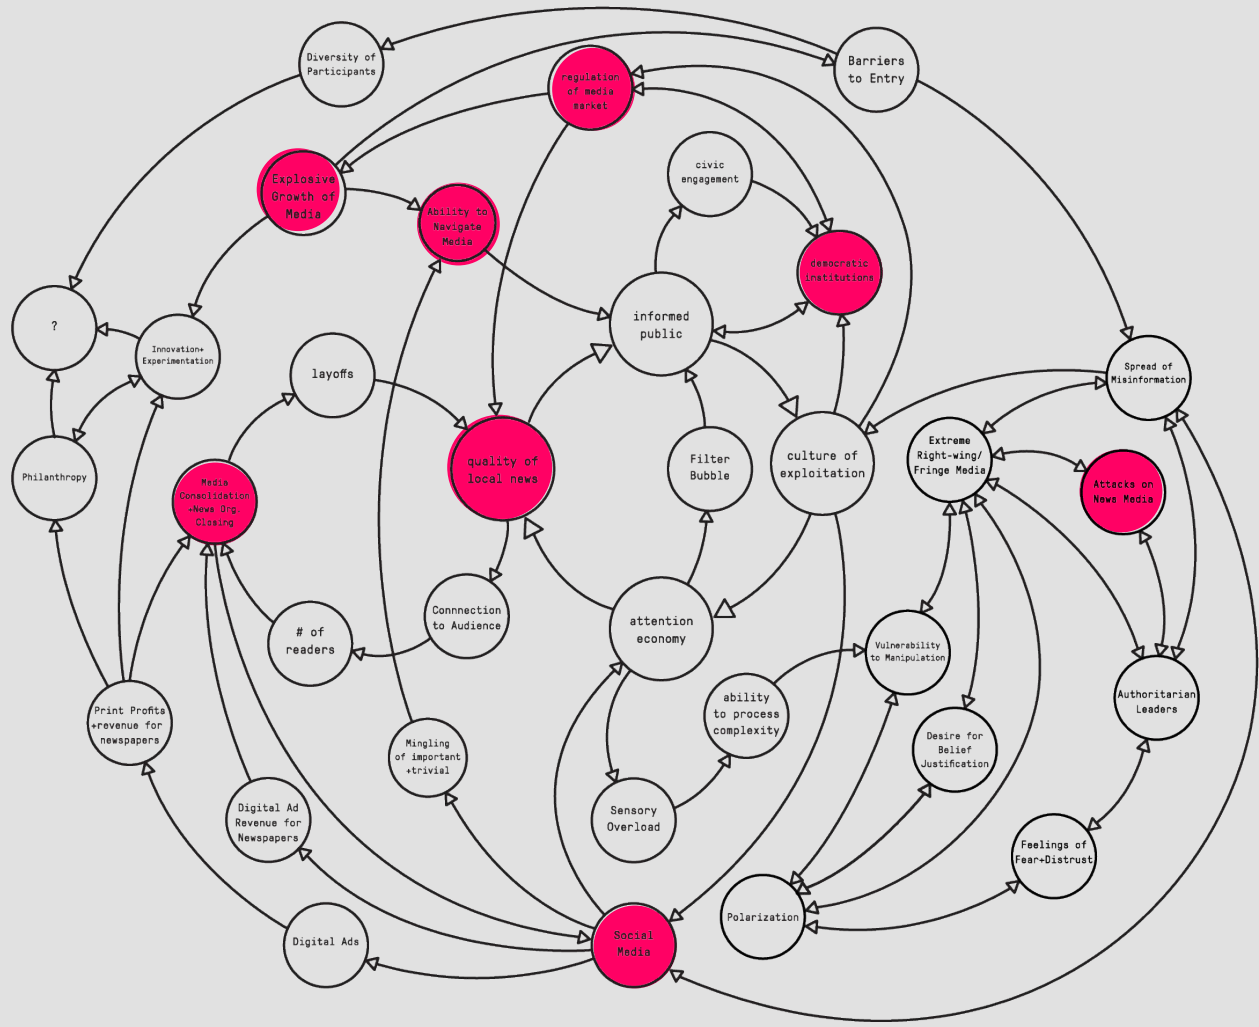 Diversity of
Participants
Barriers
to Entry
regulation
of media
market
Explosive
Growth of
Media
civic
engagement
Ability to
Navigate
Media
democratic
institutions
informed
public
?
Innovation+
Experimentation
layoffs
Spread of
Misinformation
quality of
local news
Filter
Bubble
culture of
exploitation
Extreme
Right-wing/
Fringe Media
Attacks on
News Media
Philanthropy
Media
Consolidation
+News Org.
Closing
Connnection
to Audience
# of
readers
attention
economy
Vulnerability
to Manipulation
Authoritarian
Leaders
Print Profits
+revenue for
newspapers
ability
to process
complexity
Mingling
of important
+trivial
Desire for
Belief
Justification
Digital Ad
Revenue for
Newspapers
Sensory
Overload
Feelings of
Fear+Distrust
Polarization
Digital Ads
Social
Media